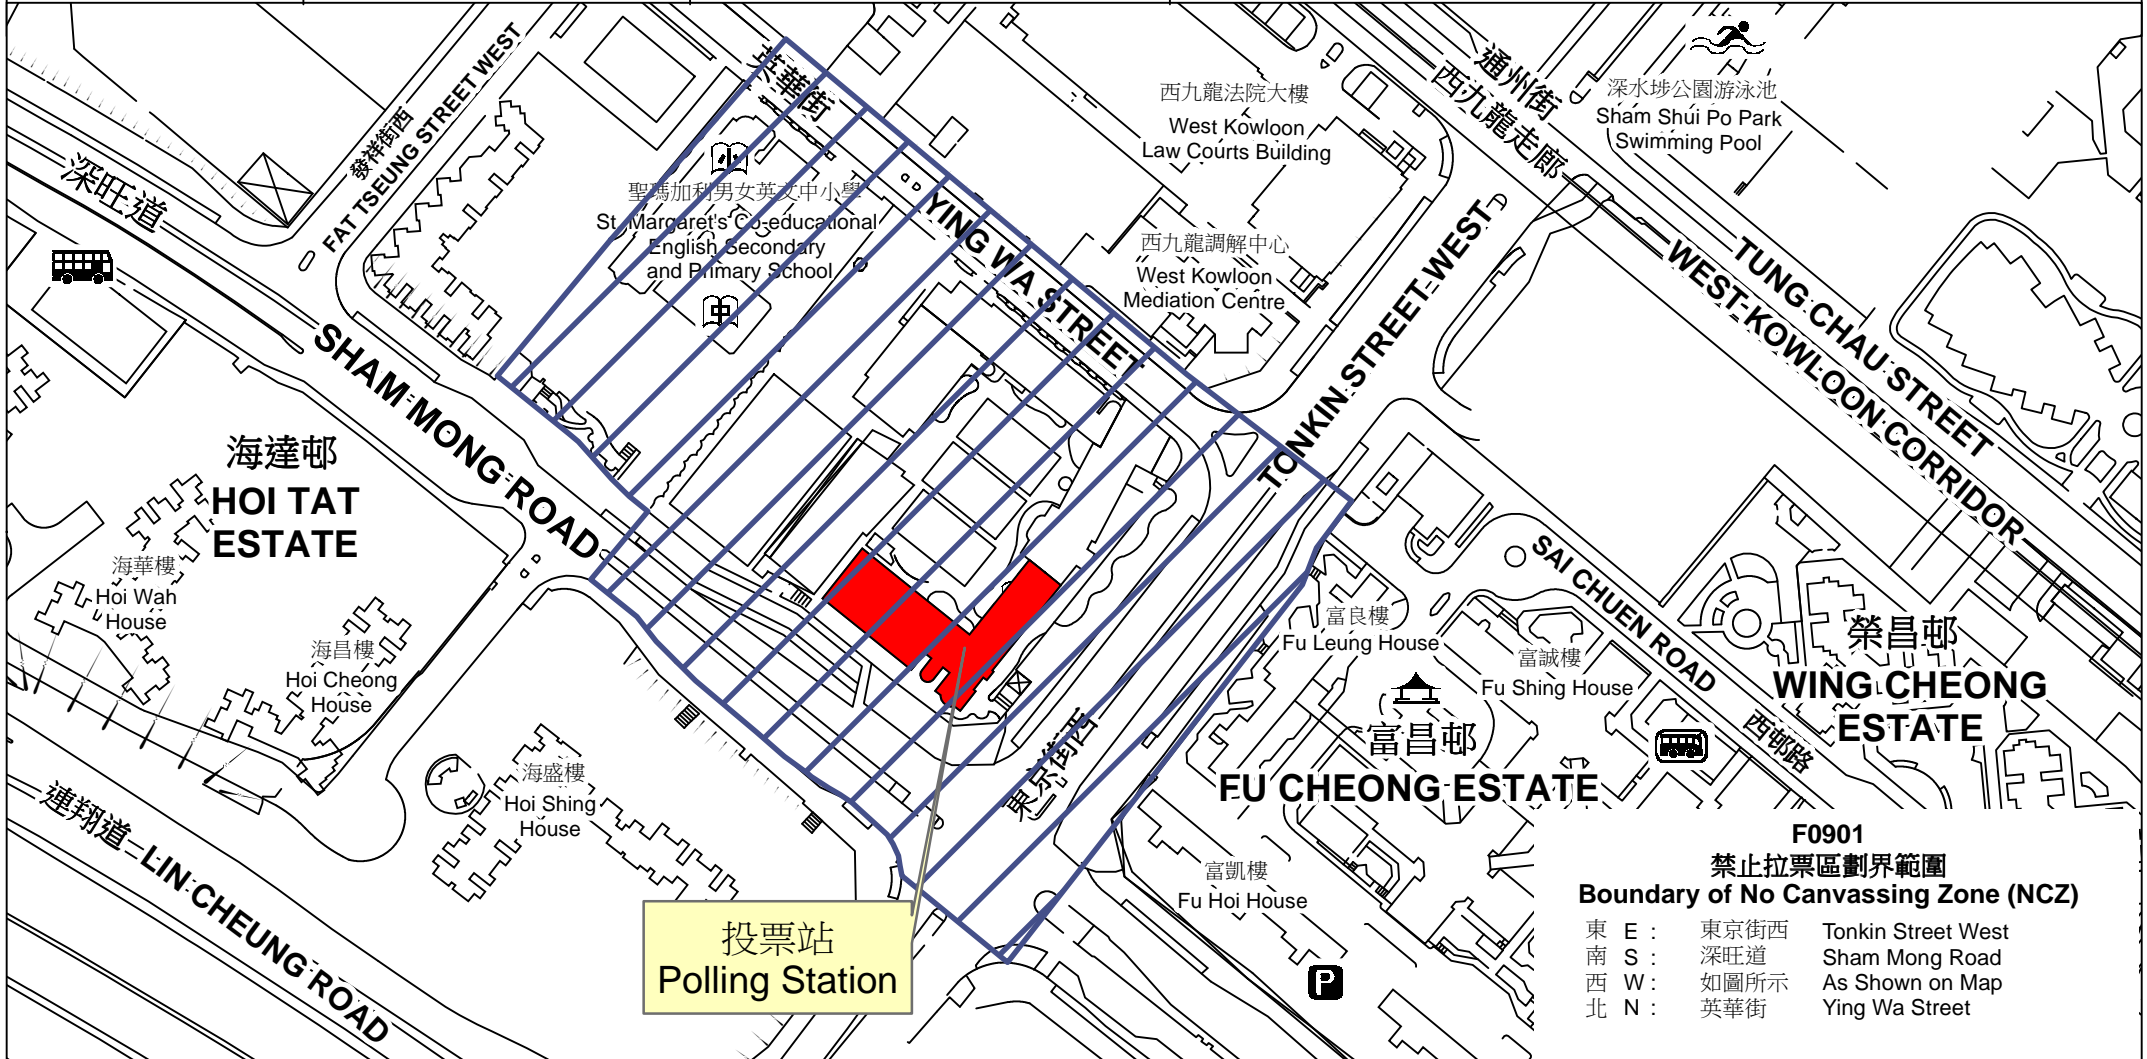 英華街
通州街
西九龍走廊
深水埗公園游泳池
Sham Shui Po Park
Swimming Pool
西九龍法院大樓
West Kowloon
Law Courts Building
發祥街西
FAT TSEUNG STREET WEST
深旺道
小
聖瑪加利男女英文中小學
St. Margaret's Co-educational
English Secondary
and Primary School
中
YING WA STREET
西九龍調解中心
West Kowloon
Mediation Centre
TONKIN STREET WEST
TUNG CHAU STREET
WEST KOWLOON CORRIDOR
SHAM MONG ROAD
海達邨
HOI TAT
ESTATE
海華樓
Hoi Wah
House
海昌樓
Hoi Cheong
House
海盛樓
Hoi Shing
House
連翔道
LIN CHEUNG ROAD
SAI CHUEN ROAD
西邨路
富良樓
Fu Leung House
富誠樓
Fu Shing House
榮昌邨
WING CHEONG
ESTATE
富昌邨
FU CHEONG ESTATE
東京街西
富凱樓
Fu Hoi House
P
投票站
Polling Station
F0901
禁止拉票區劃界範圍
Boundary of No Canvassing Zone (NCZ)
東 E : 東京街西 Tonkin Street West
南 S : 深旺道 Sham Mong Road
西 W : 如圖所示 As Shown on Map
北 N : 英華街 Ying Wa Street